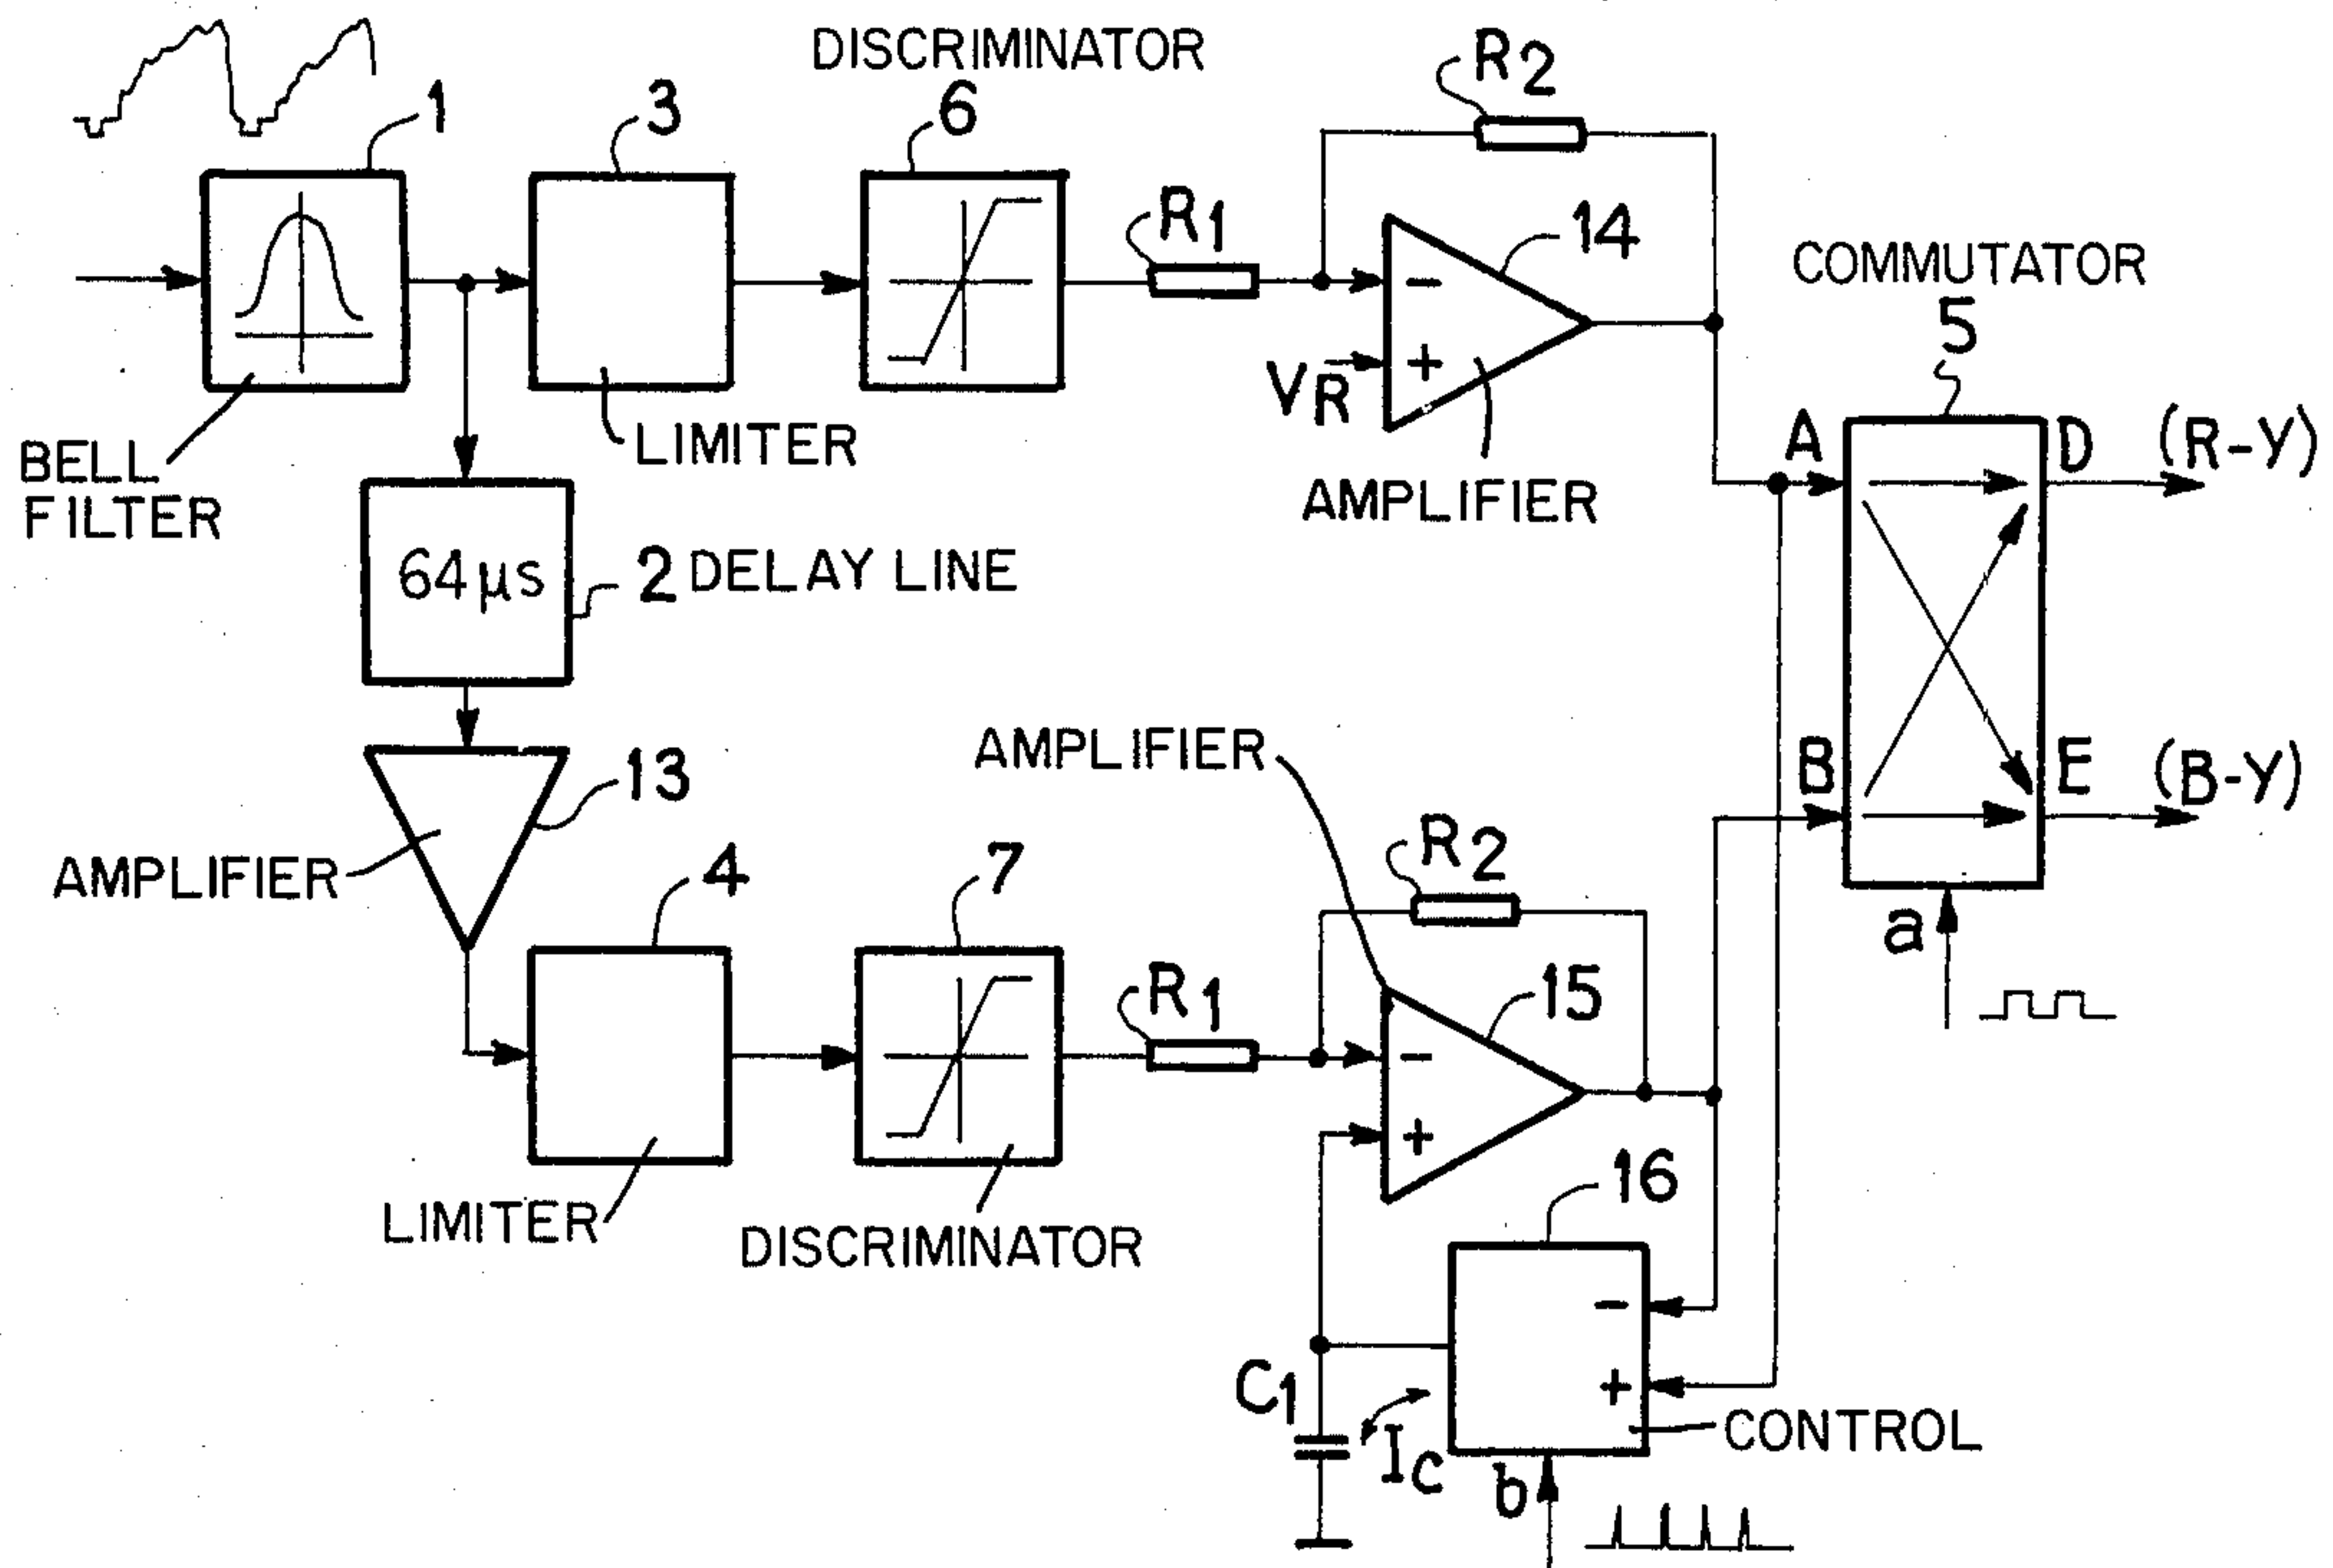 DISCRIMINATOR
6
1
3
R2
R1
14
COMMUTATOR
5
BELL
FILTER
LIMITER
VR
-
+
AMPLIFIER
A
D
(R-Y)
64µs
2 DELAY LINE
AMPLIFIER
13
B
E
(B-Y)
AMPLIFIER
4
7
R2
a
R1
15
-
+
LIMITER
DISCRIMINATOR
16
-
+
C1
IC
CONTROL
b